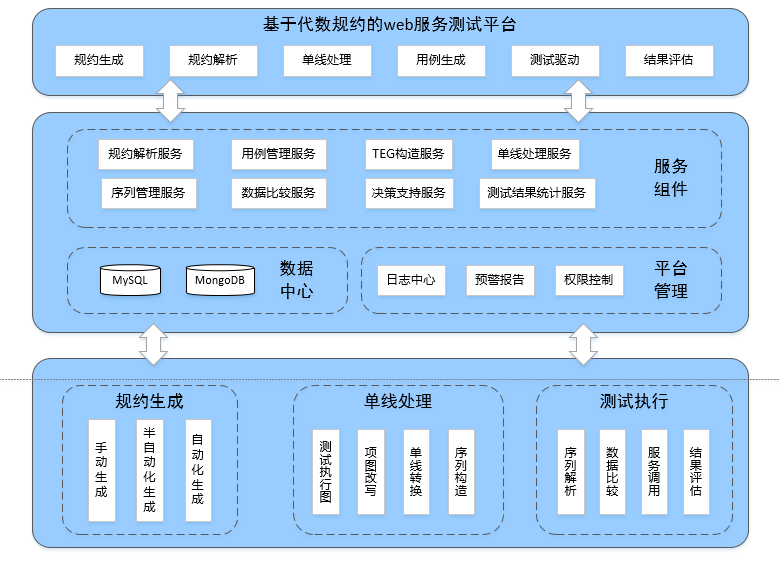 基于代数规约的web服务测试平台
规约生成
规约解析
单线处理
用例生成
测试驱动
结果评估
规约解析服务
用例管理服务
TEG构造服务
单线处理服务
序列管理服务
数据比较服务
决策支持服务
测试结果统计服务
服务
组件
MySQL
MongoDB
数据
中心
日志中心
预警报告
权限控制
平台
管理
规约生成
手动生成
半自动化生成
自动化生成
单线处理
测试执行图
项图改写
单线转换
序列构造
测试执行
序列解析
数据比较
服务调用
结果评估